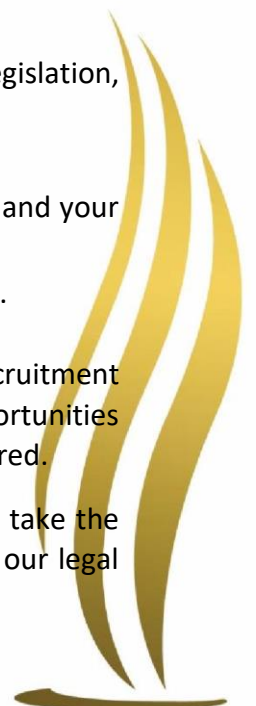 egislation,
and your
.
cruitment
ortunities
red.
take the
our legal